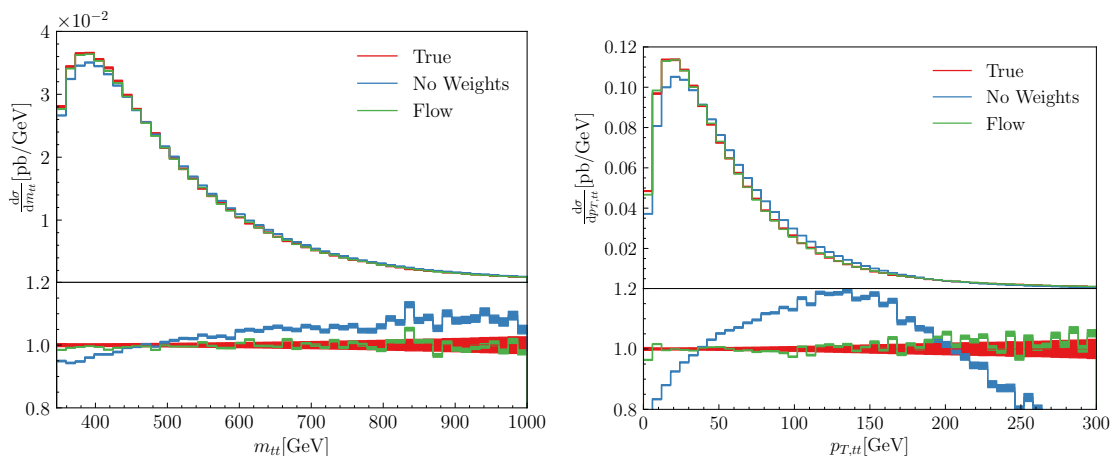 ×10⁻²
4
3
2
1
dσ/dm_tt [pb/GeV]
True
No Weights
Flow
1.2
1.0
0.8
400 500 600 700 800 900 1000
m_tt[GeV]
0.12
0.10
0.08
0.06
0.04
0.02
dσ/dp_T,tt [pb/GeV]
True
No Weights
Flow
1.2
1.0
0.8
0 50 100 150 200 250 300
p_T,tt[GeV]